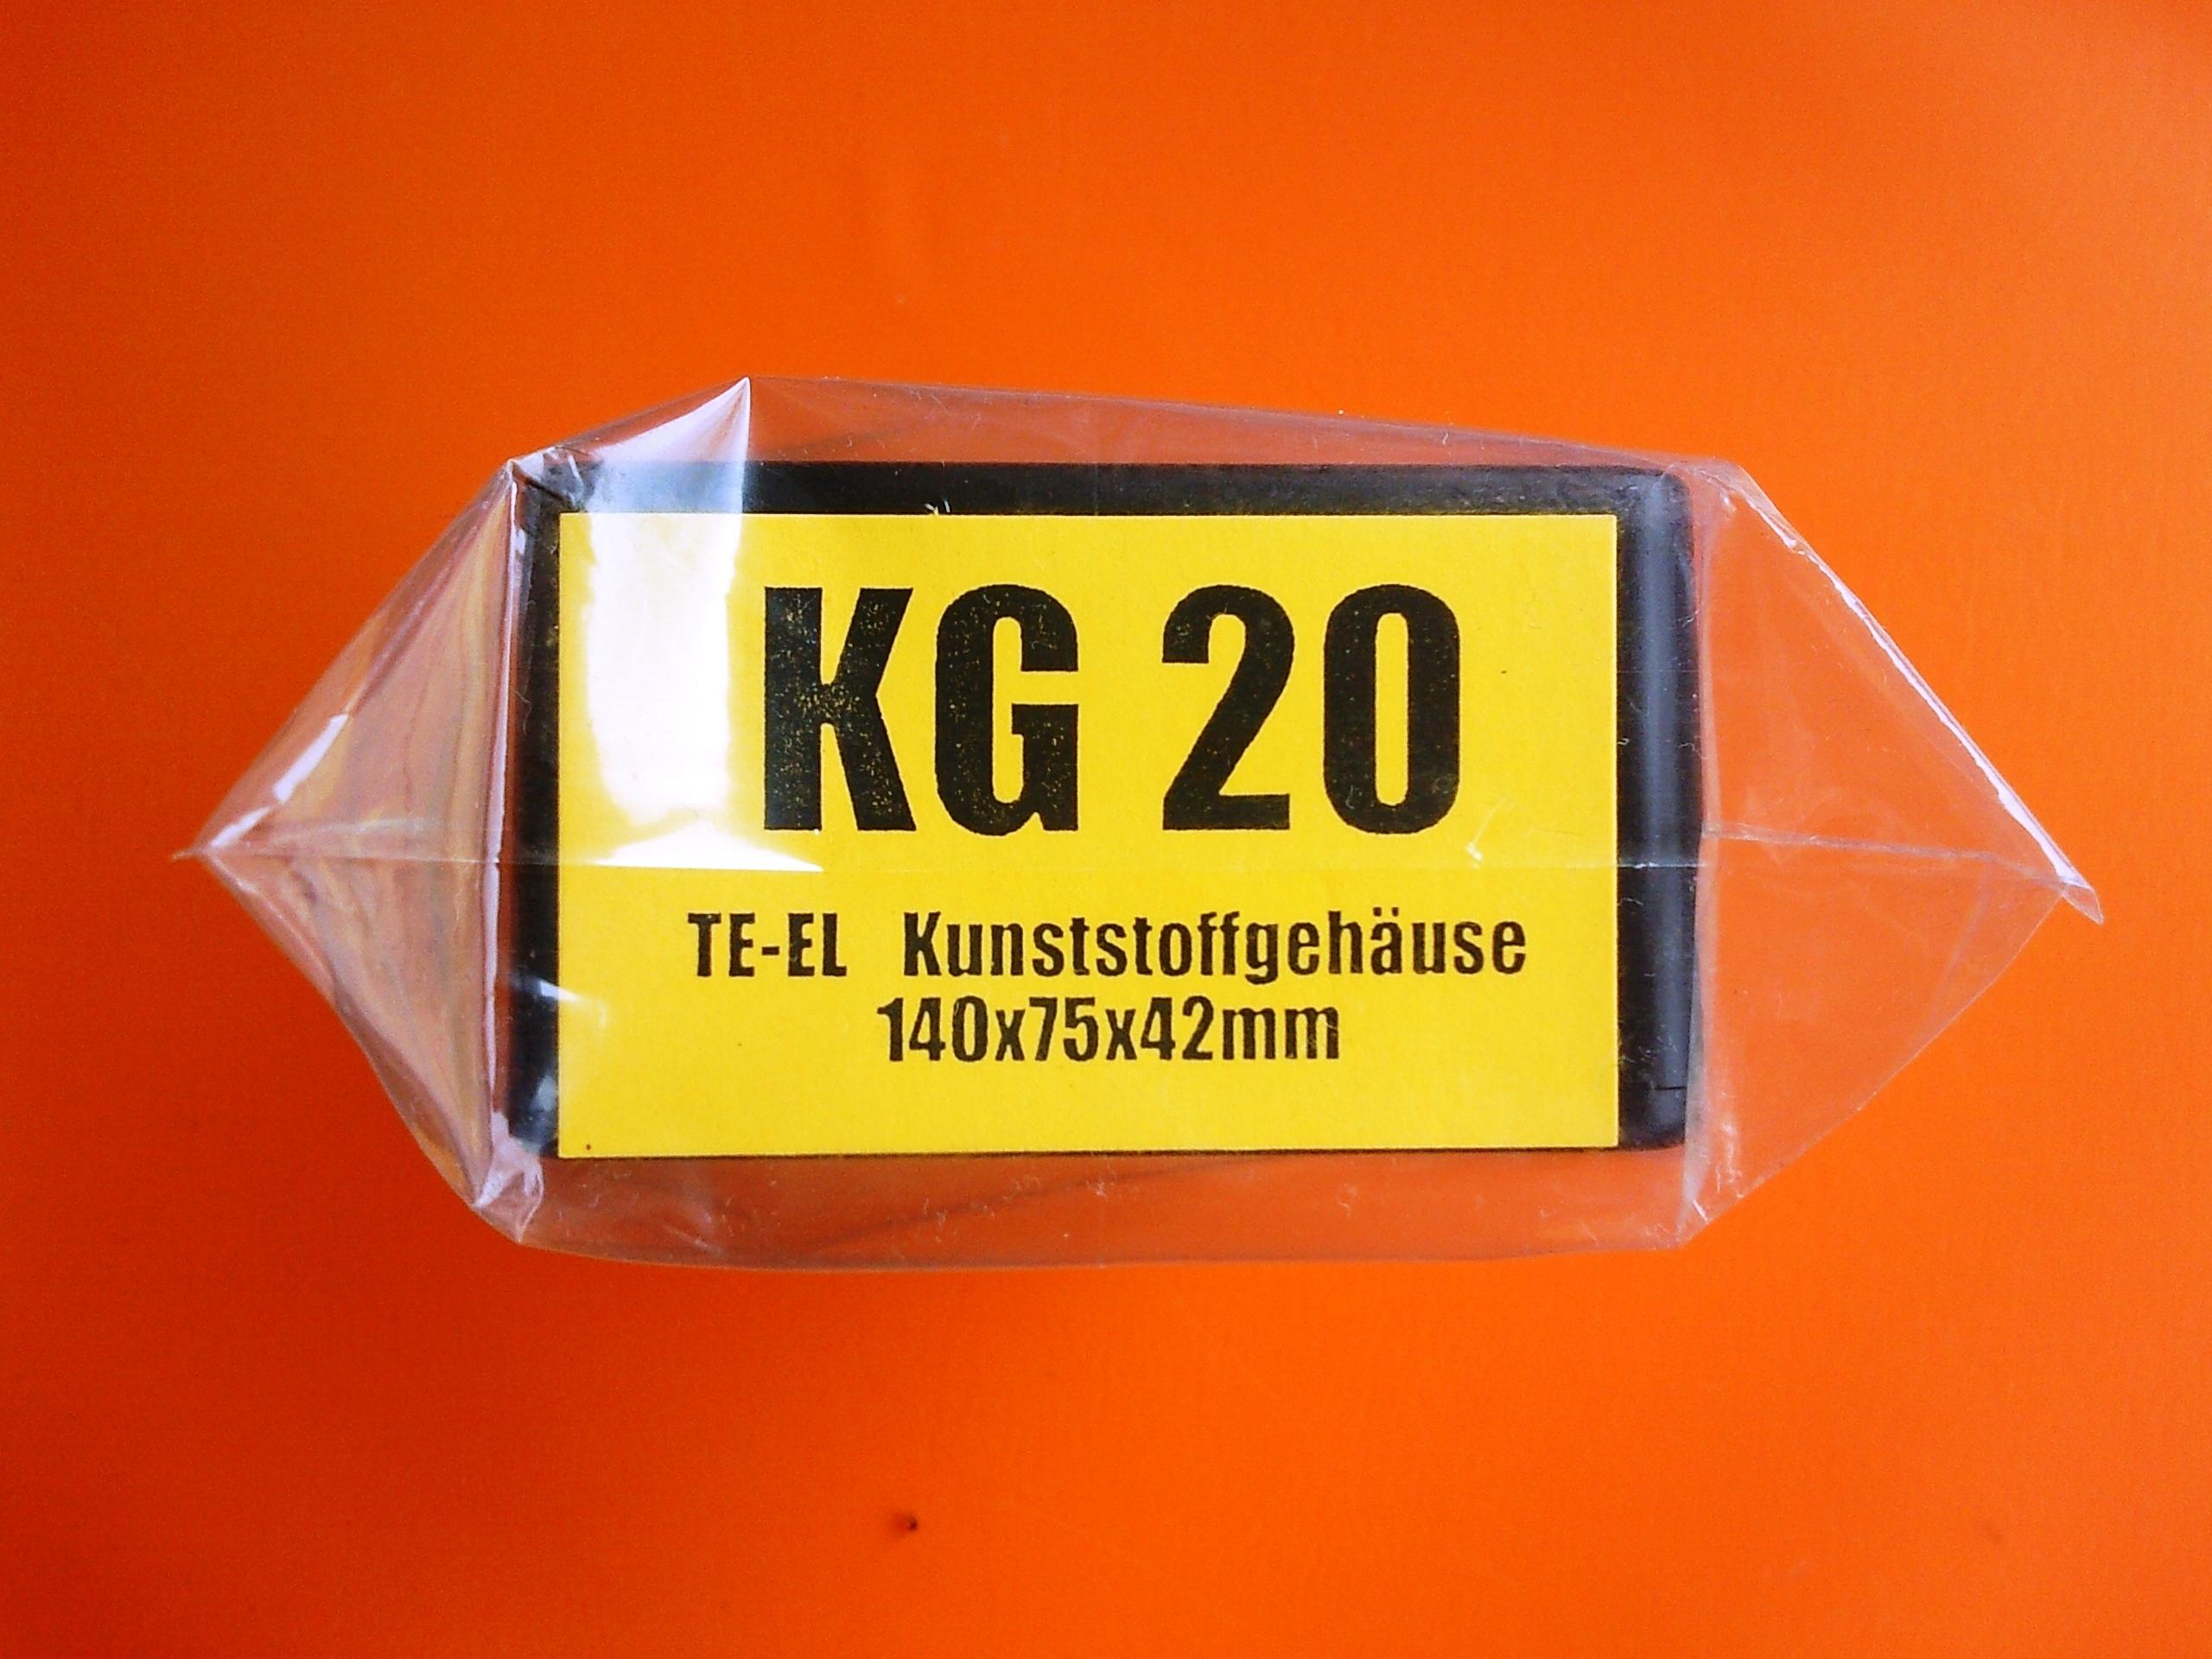 KG 20
TE-EL Kunststoffgehäuse
140x75x42mm